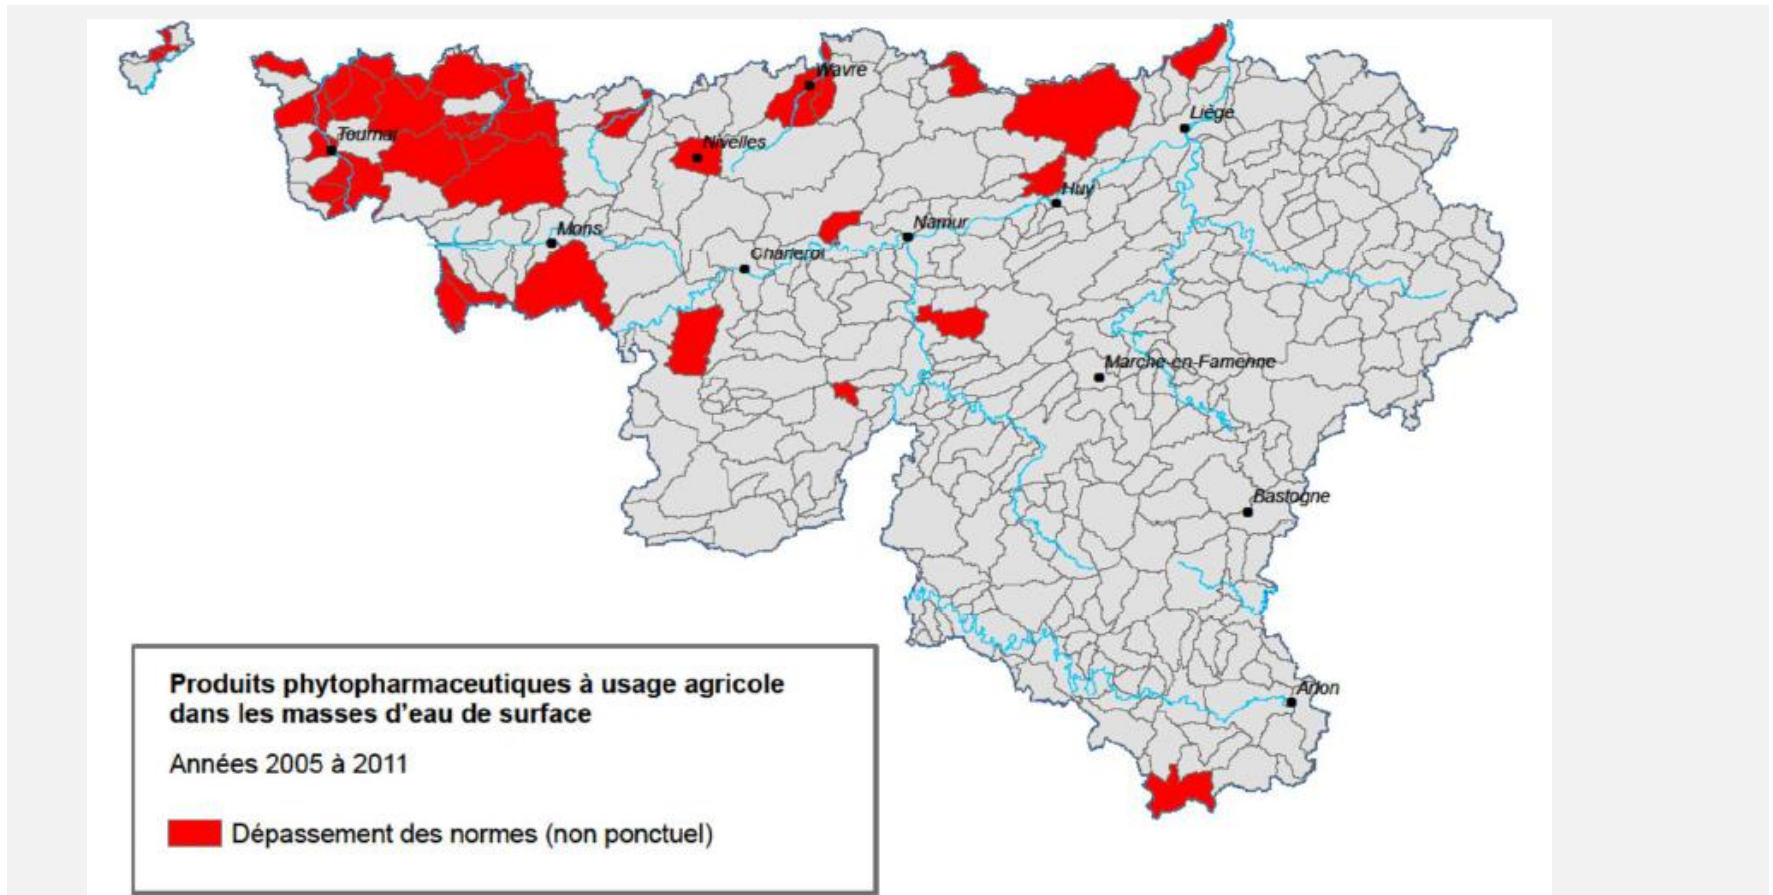 Wavre
Liège
Tournai
Nivelles
Huy
Namur
Mons
Charleroi
Marche-en-Famenne
Bastogne
Arlon
Produits phytopharmaceutiques à usage agricole
dans les masses d'eau de surface
Années 2005 à 2011
Dépassement des normes (non ponctuel)